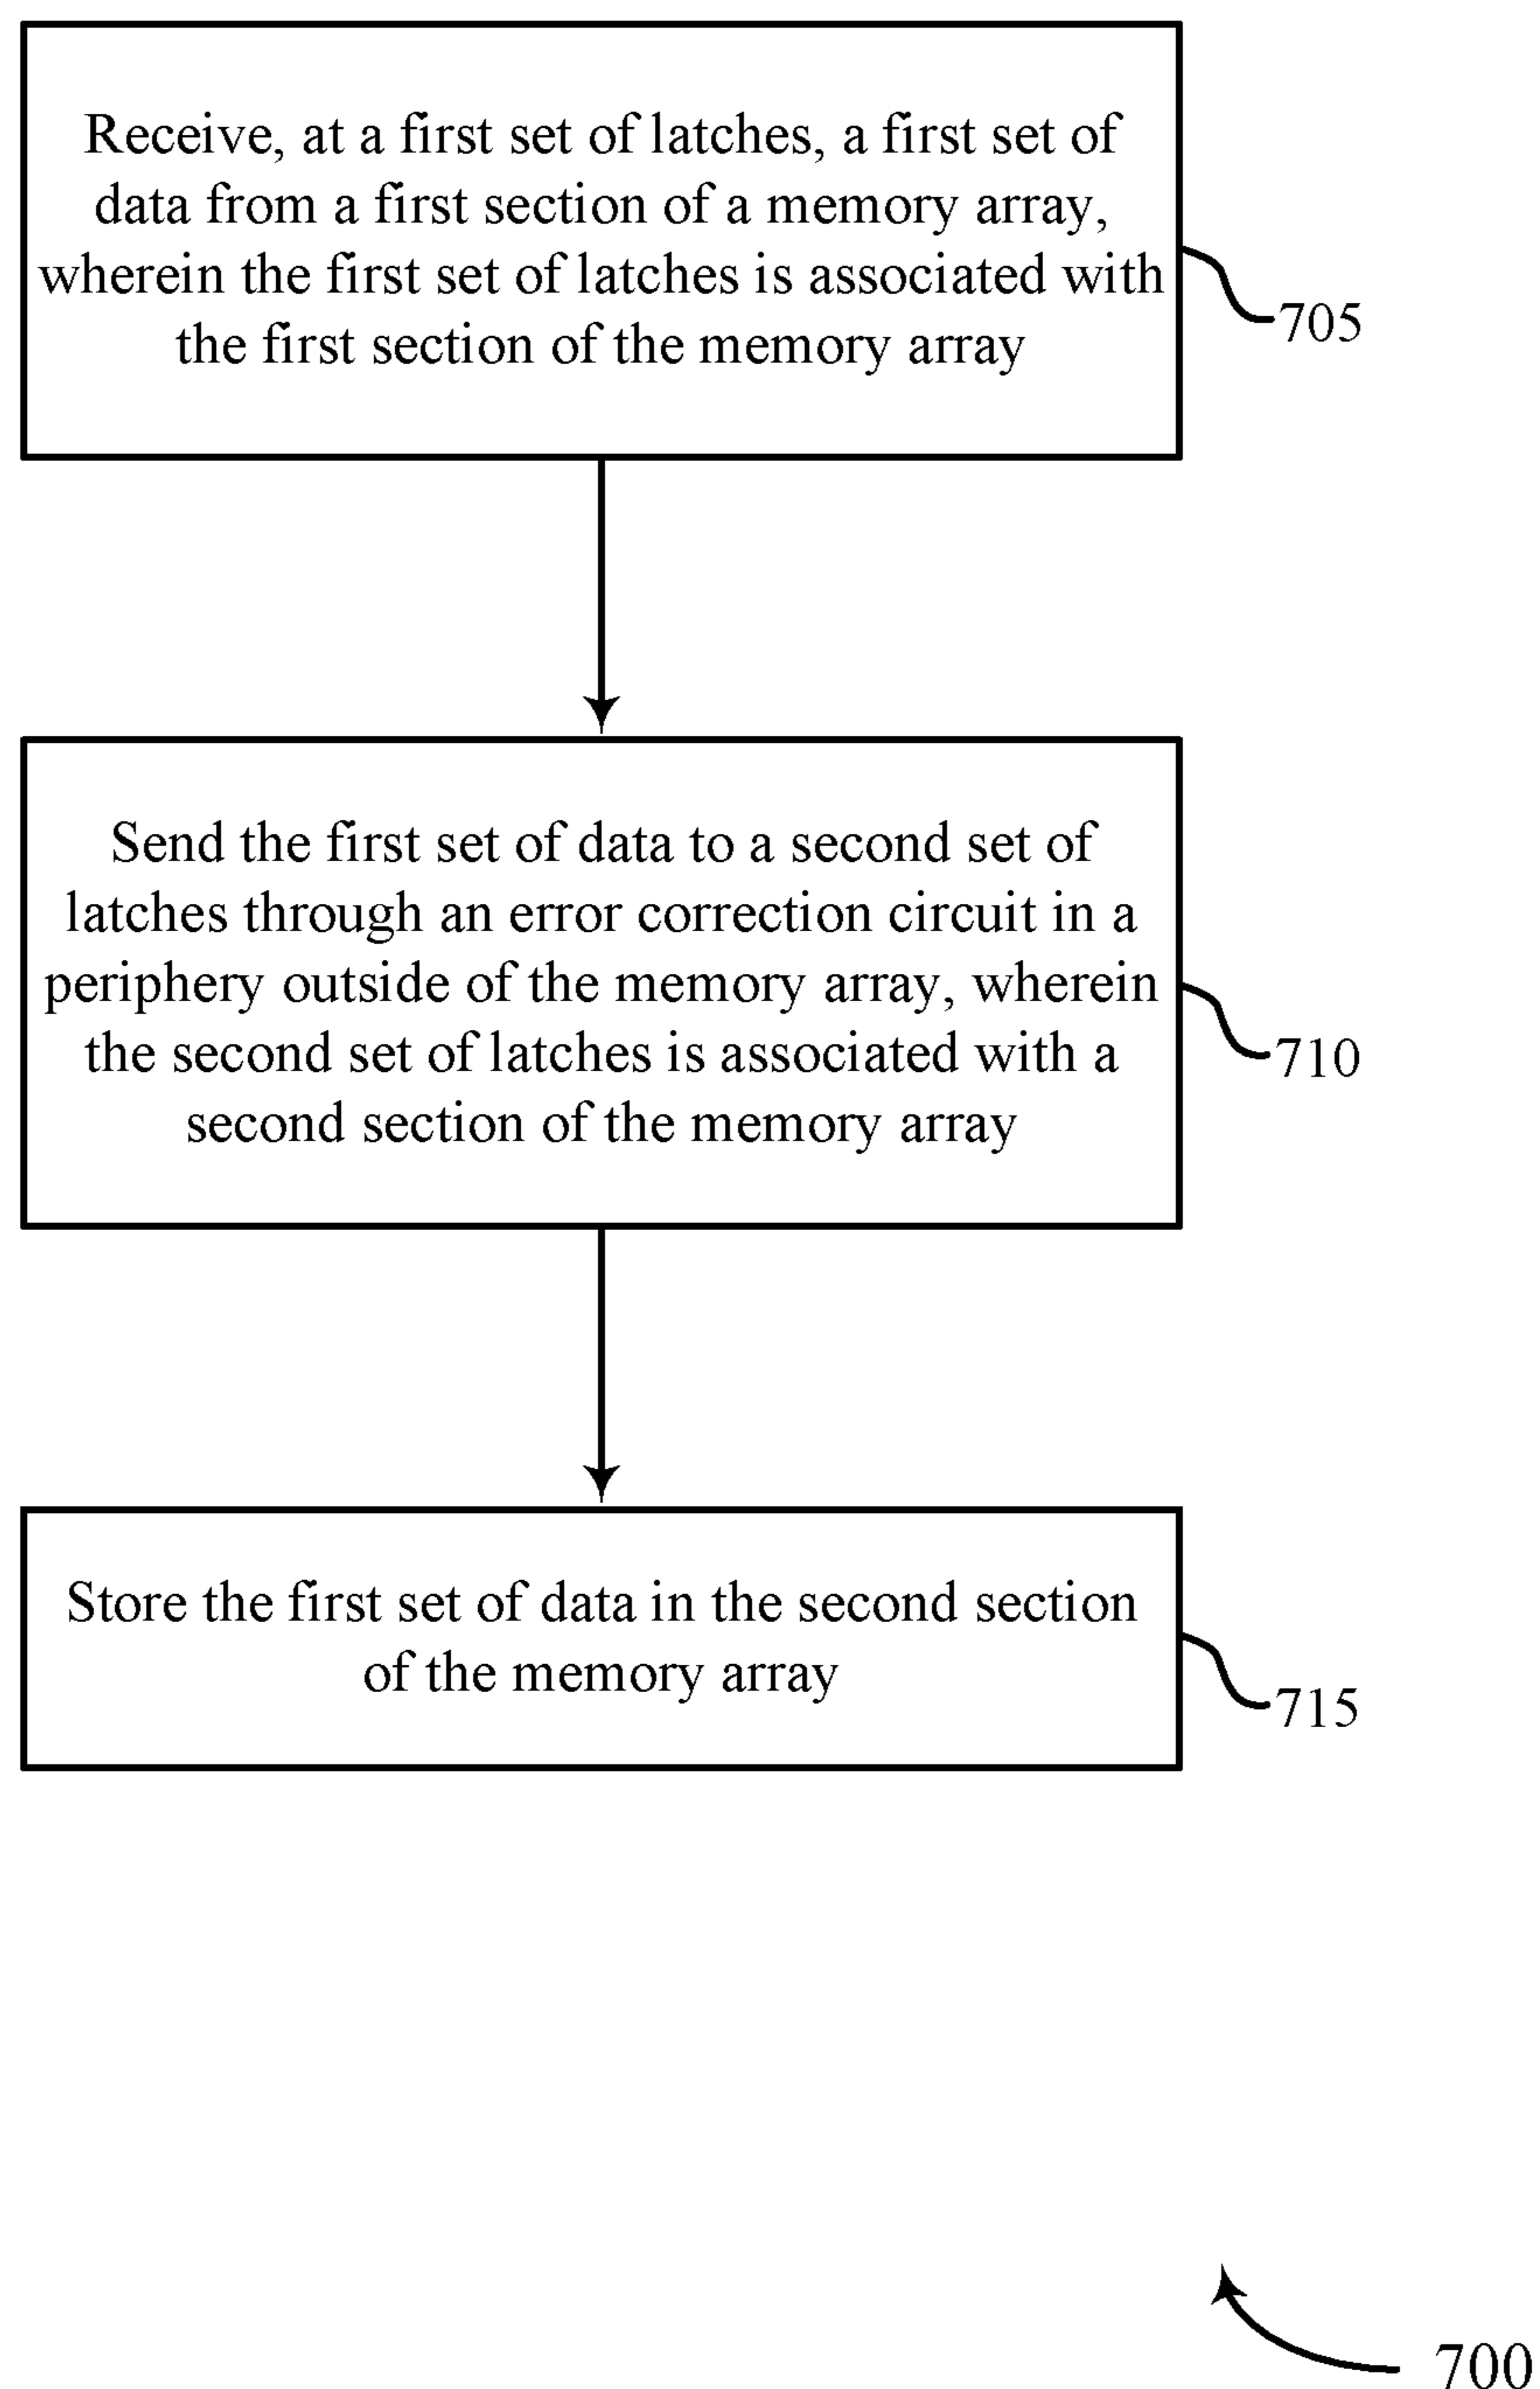 Receive, at a first set of latches, a first set of
data from a first section of a memory array,
wherein the first set of latches is associated with
the first section of the memory array
705
Send the first set of data to a second set of
latches through an error correction circuit in a
periphery outside of the memory array, wherein
the second set of latches is associated with a
second section of the memory array
710
Store the first set of data in the second section
of the memory array
715
700